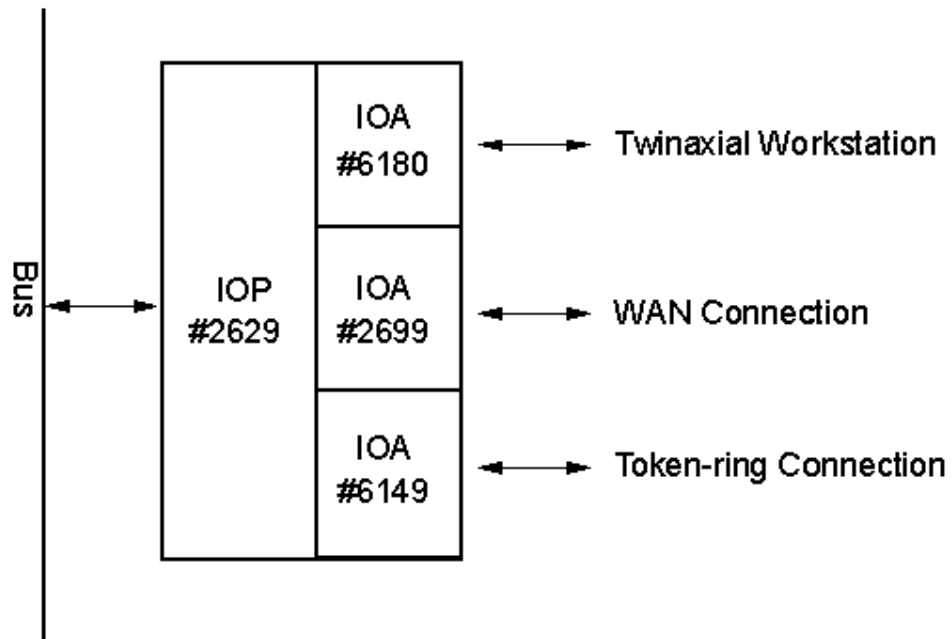 Bus
IOP
#2629
IOA
#6180
Twinaxial Workstation
IOA
#2699
WAN Connection
IOA
#6149
Token-ring Connection